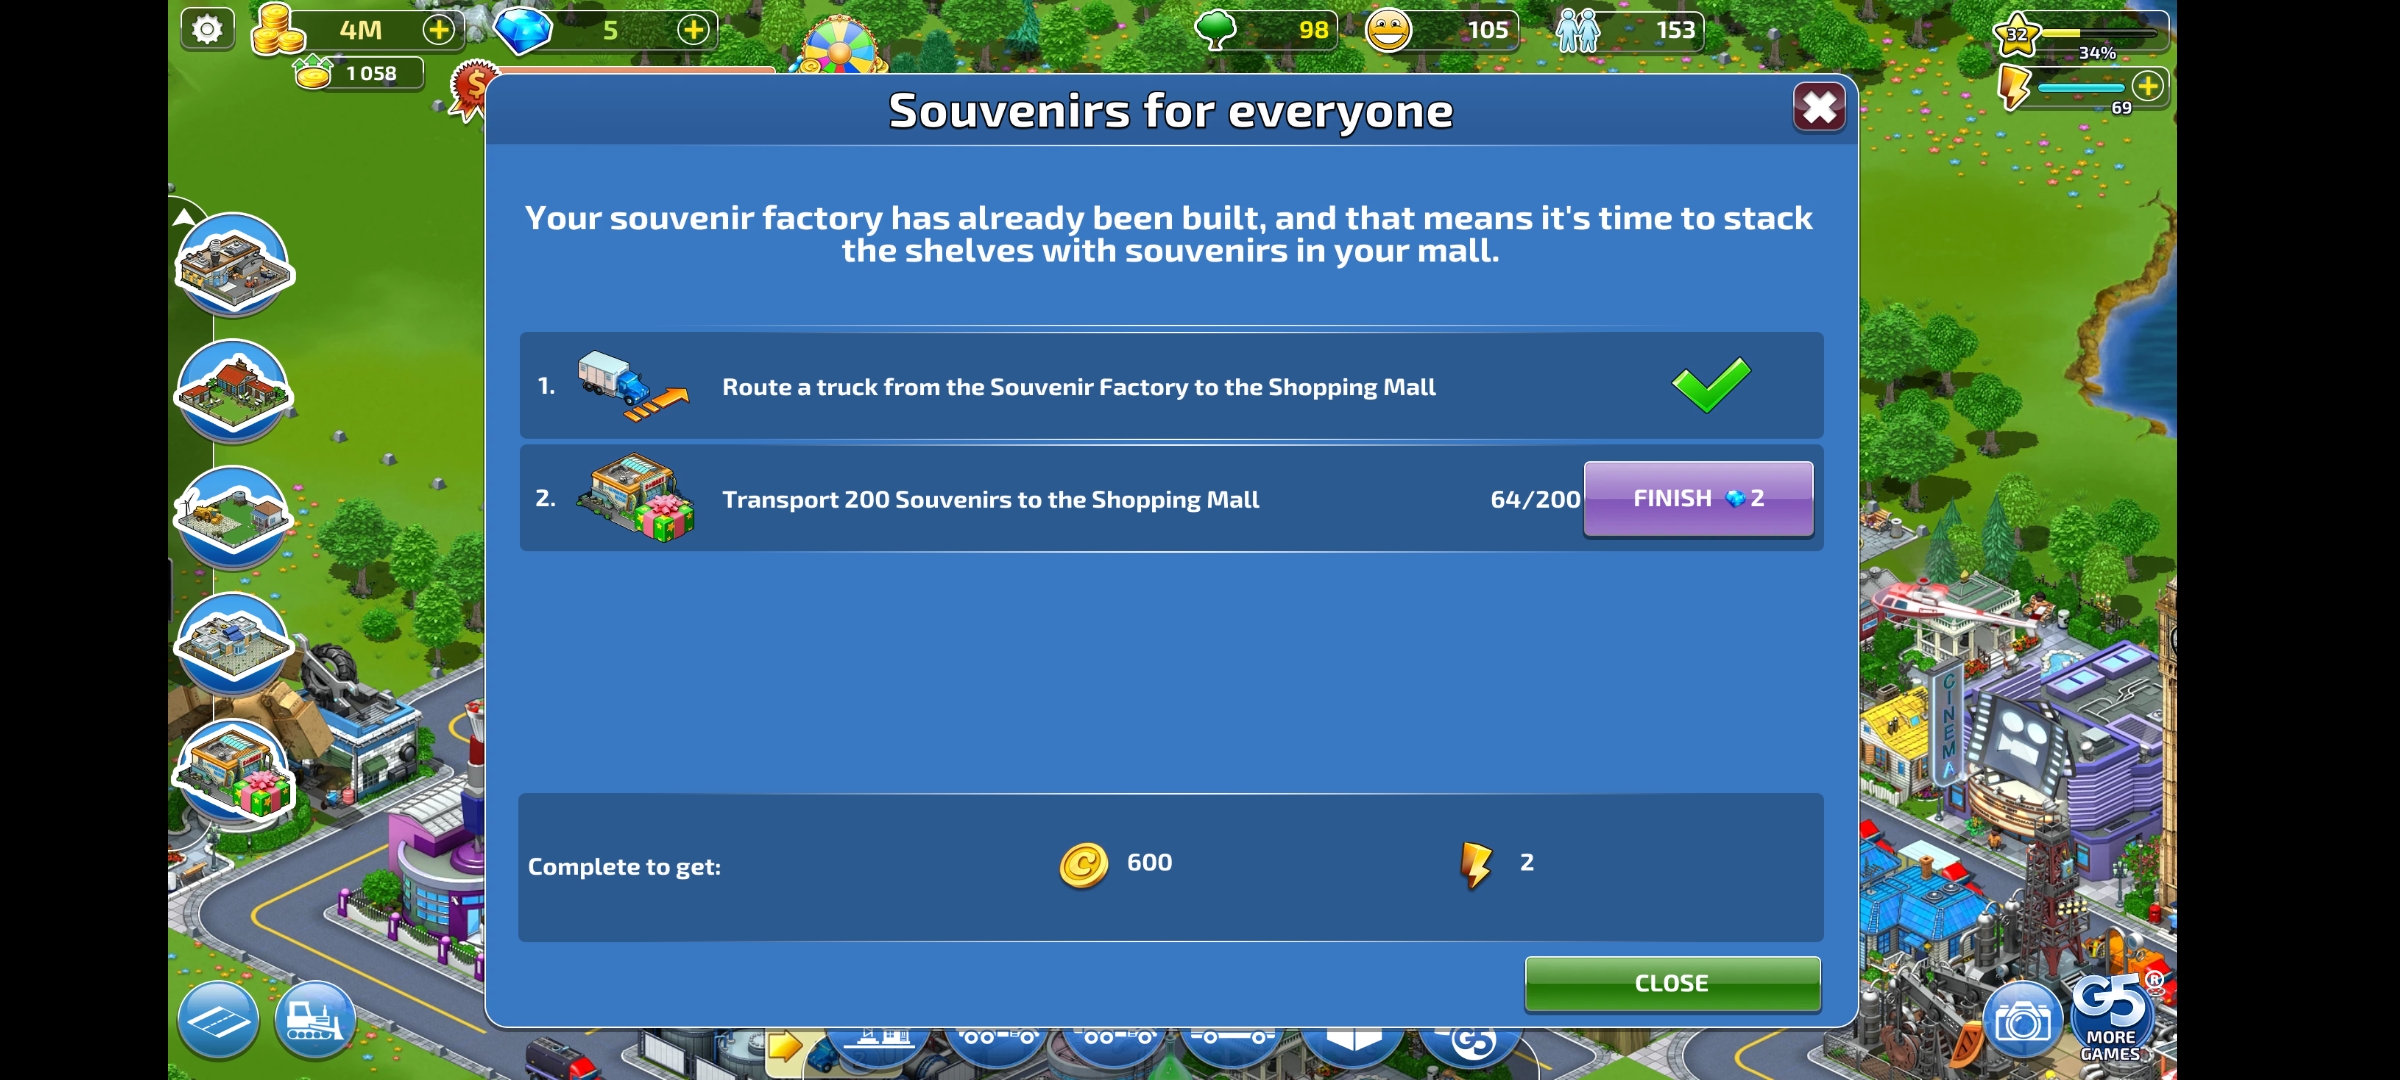 4M
5
98
105
153
32
34%
1 058
69
Souvenirs for everyone
Your souvenir factory has already been built, and that means it's time to stack
the shelves with souvenirs in your mall.
1. Route a truck from the Souvenir Factory to the Shopping Mall
2. Transport 200 Souvenirs to the Shopping Mall 64/200 FINISH 2
CINEMA
Complete to get: 600 2
CLOSE
G5
G5 ®
MORE
GAMES